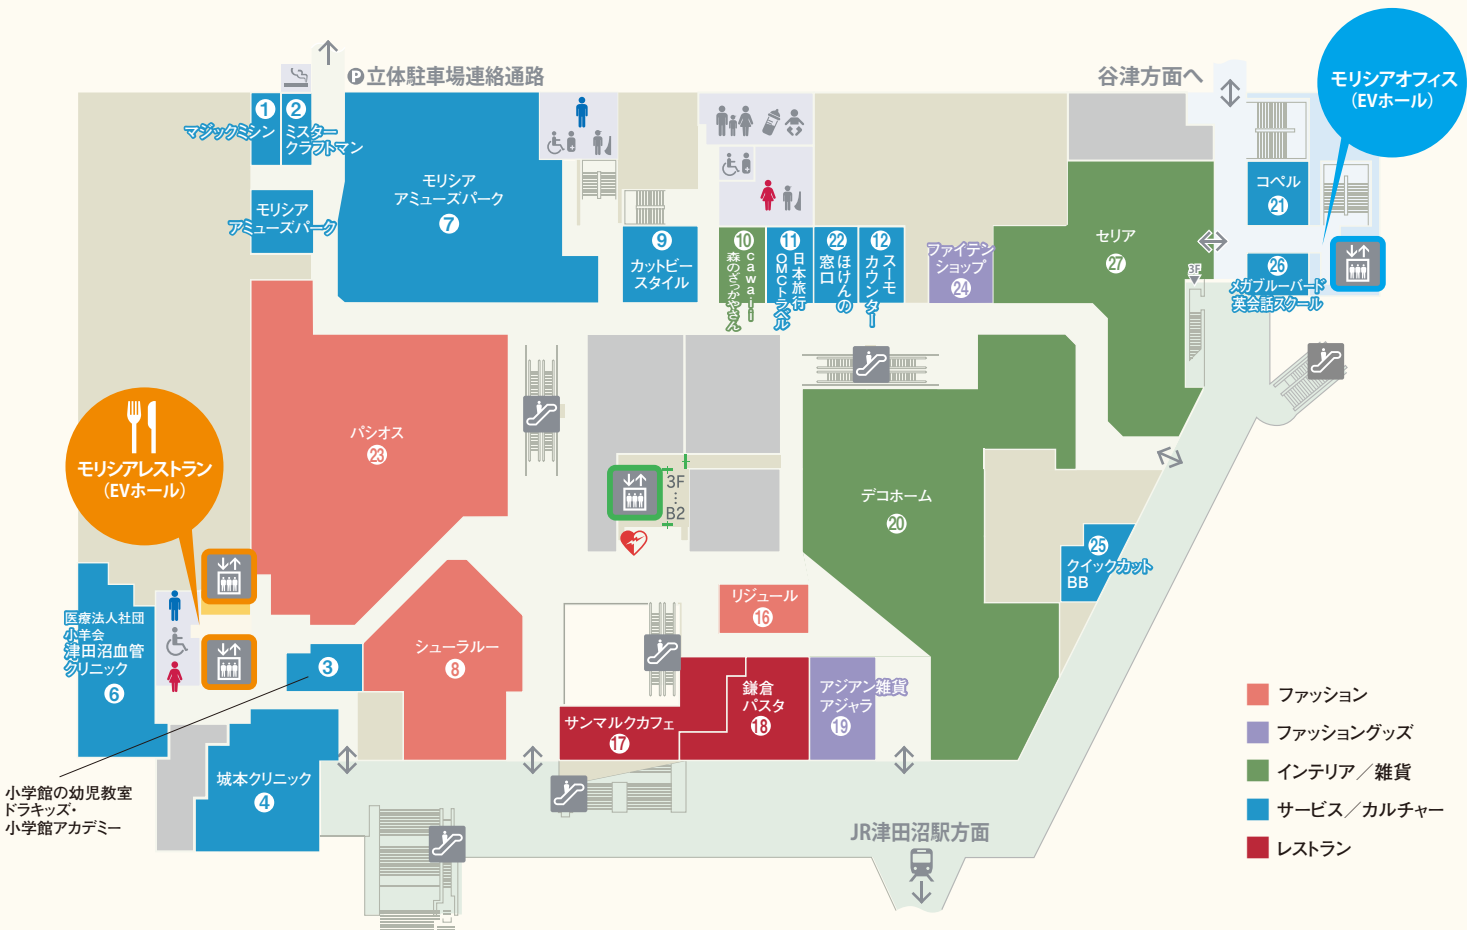 P 立体駐車場連絡通路
谷津方面へ
モリシアオフィス
(EVホール)
1
マジックミシン
2
ミスター
クラフトマン
モリシア
アミューズパーク
7
モリシア
アミューズパーク
9
カットビー
スタイル
10
cawaii
森のざっかやさん
11
日本旅行
OMCトラベル
22
ほけんの
窓口
12
スーモ
カウンター
ファイテン
ショップ
24
セリア
27
3F
コペル
21
26
メガブルーバード
英会話スクール
パシオス
23
モリシアレストラン
(EVホール)
3F
B2
デコホーム
20
25
クイックカット
BB
リジュール
16
シューラルー
8
医療法人社団
小羊会
津田沼血管
クリニック
6
3
サンマルクカフェ
17
鎌倉
パスタ
18
アジアン雑貨
アジャラ
19
城本クリニック
4
小学館の幼児教室
ドラキッズ・
小学館アカデミー
JR津田沼駅方面
ファッション
ファッショングッズ
インテリア／雑貨
サービス／カルチャー
レストラン